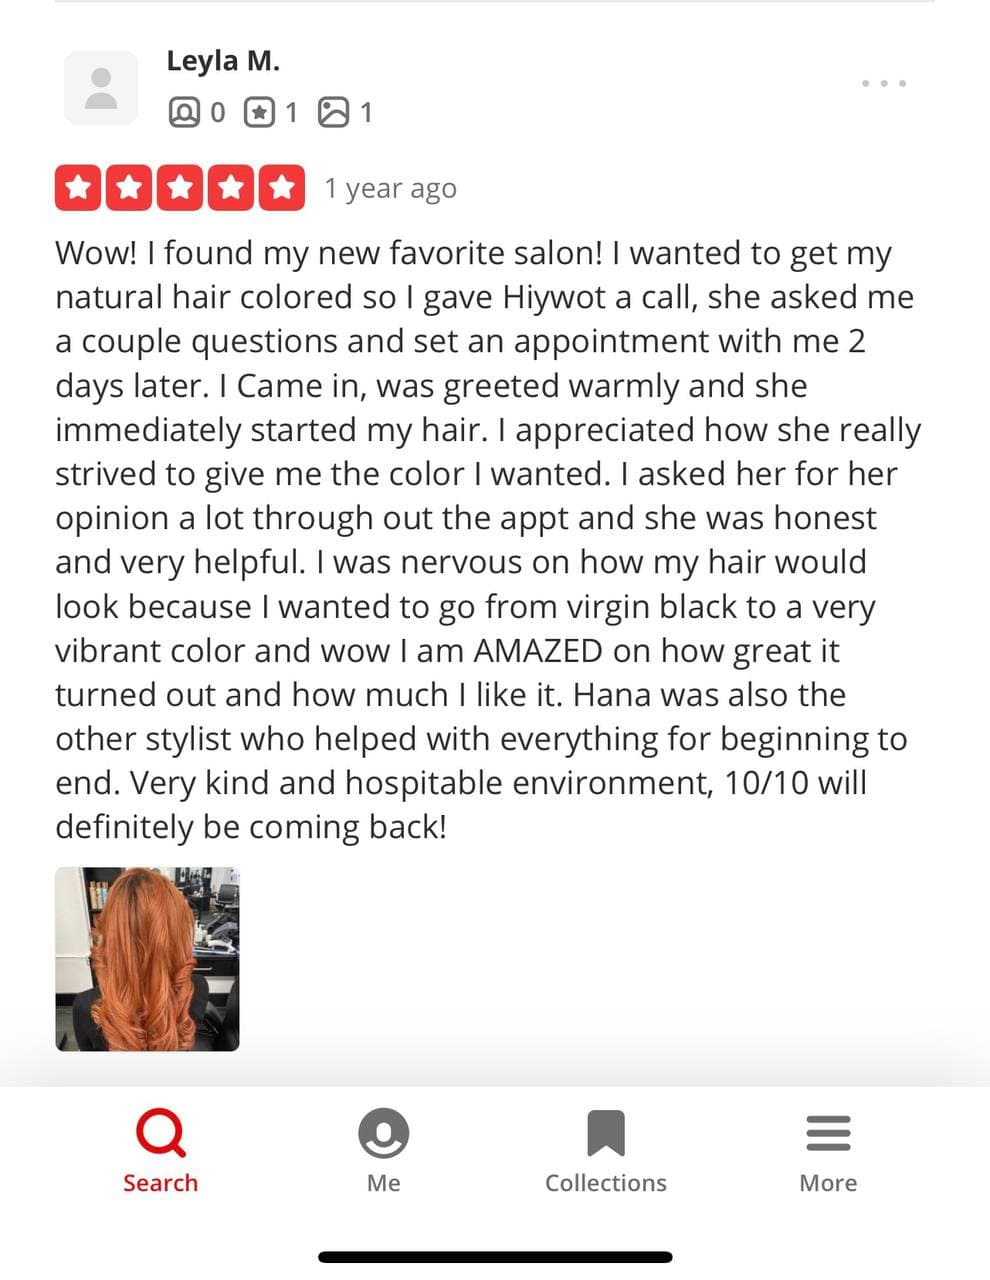 Leyla M.
0 1 1
1 year ago
Wow! I found my new favorite salon! I wanted to get my
natural hair colored so I gave Hiywot a call, she asked me
a couple questions and set an appointment with me 2
days later. I Came in, was greeted warmly and she
immediately started my hair. I appreciated how she really
strived to give me the color I wanted. I asked her for her
opinion a lot through out the appt and she was honest
and very helpful. I was nervous on how my hair would
look because I wanted to go from virgin black to a very
vibrant color and wow I am AMAZED on how great it
turned out and how much I like it. Hana was also the
other stylist who helped with everything for beginning to
end. Very kind and hospitable environment, 10/10 will
definitely be coming back!
Search Me Collections More